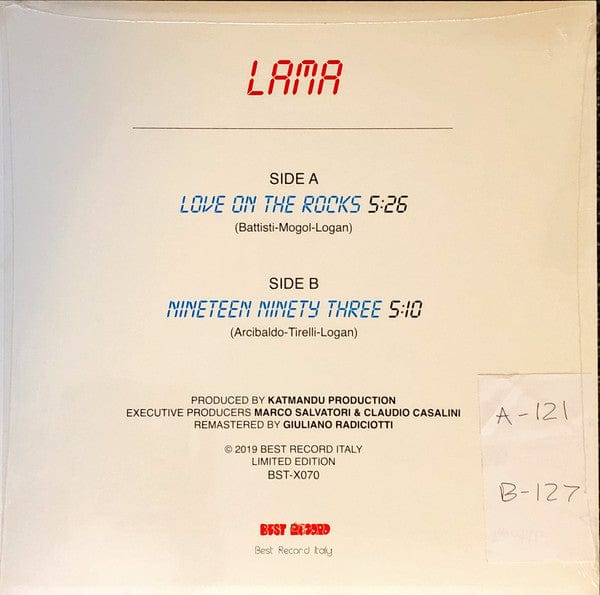 LAMA
SIDE A
LOVE ON THE ROCKS 5:26
(Battisti-Mogol-Logan)
SIDE B
NINETEEN NINETY THREE 5:10
(Arcibaldo-Tirelli-Logan)
PRODUCED BY KATMANDU PRODUCTION
EXECUTIVE PRODUCERS MARCO SALVATORI & CLAUDIO CASALINI
REMASTERED BY GIULIANO RADICIOTTI
© 2019 BEST RECORD ITALY
LIMITED EDITION
BST-X070
A-121
B-127
BEST RECORD
Best Record Italy